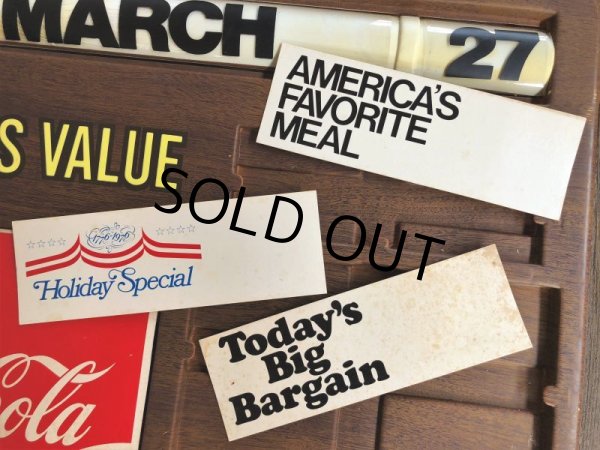 MARCH 27
AMERICA'S
FAVORITE
MEAL
S VALUE
SOLD OUT
1776-1976
Holiday Special
Today's
Big
Bargain
ola